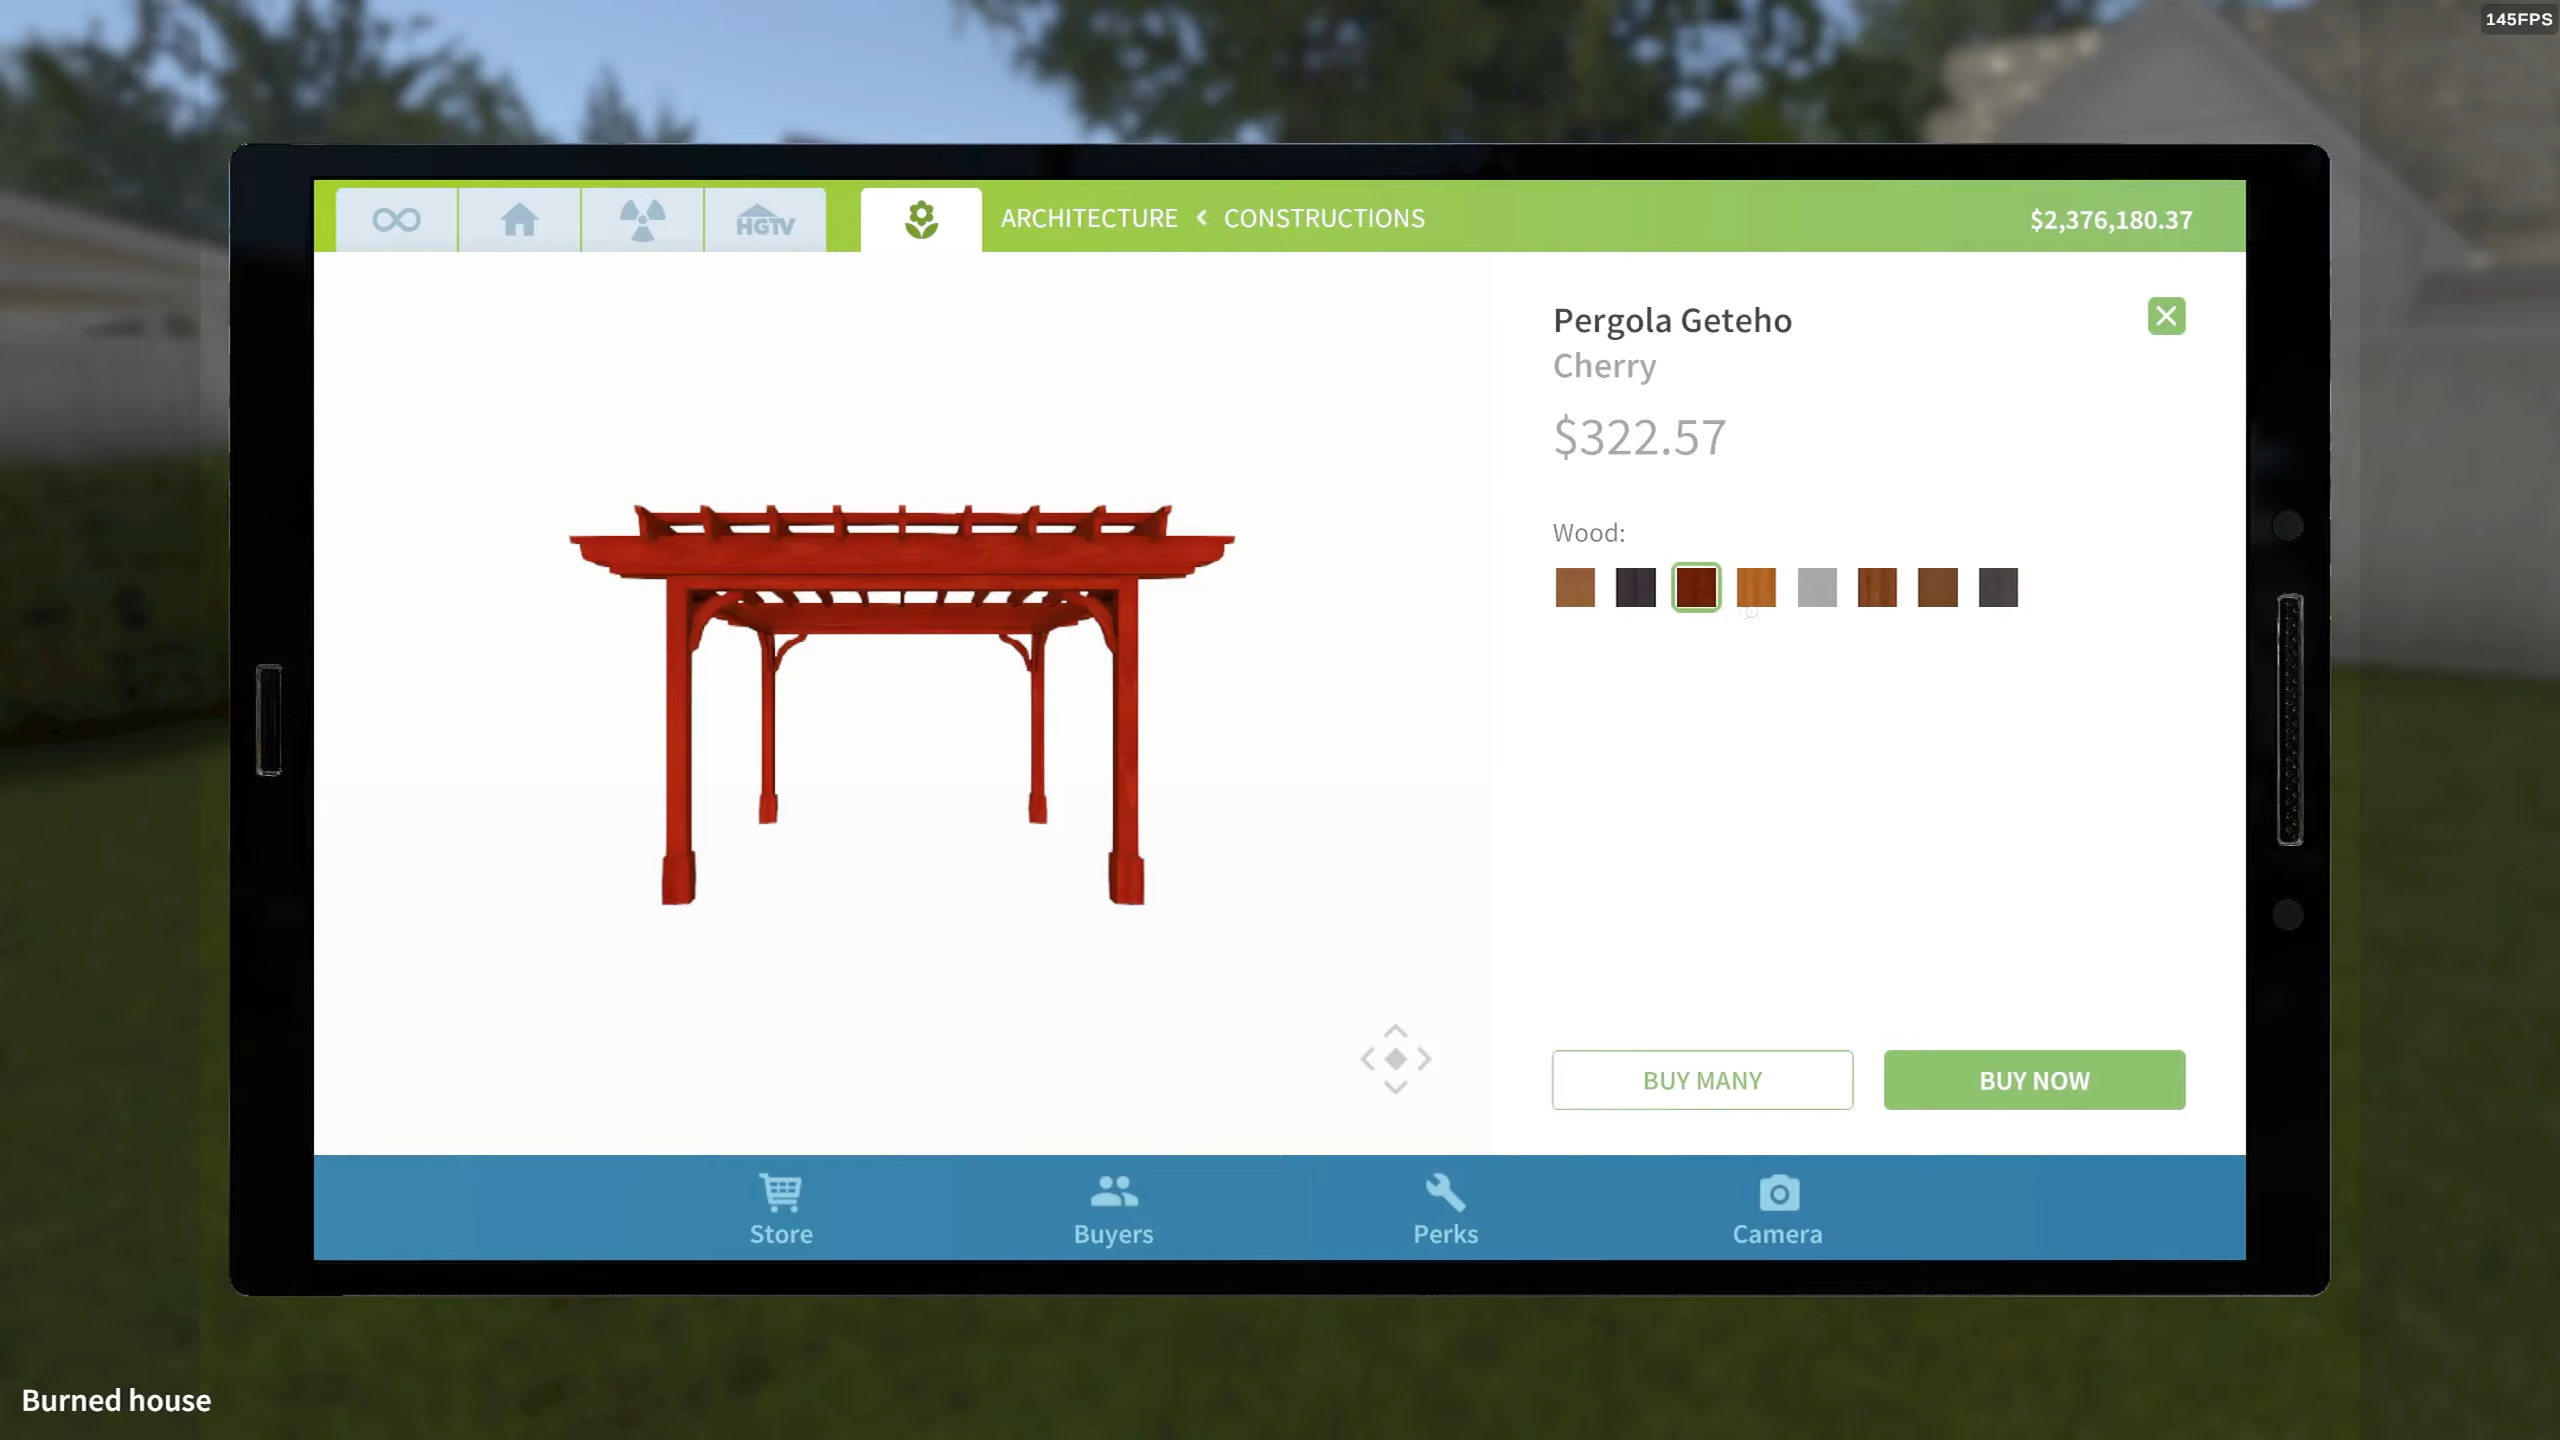 145FPS
HGTV
ARCHITECTURE < CONSTRUCTIONS
$2,376,180.37
Pergola Geteho
Cherry
$322.57
Wood:
BUY MANY
BUY NOW
Store
Buyers
Perks
Camera
Burned house